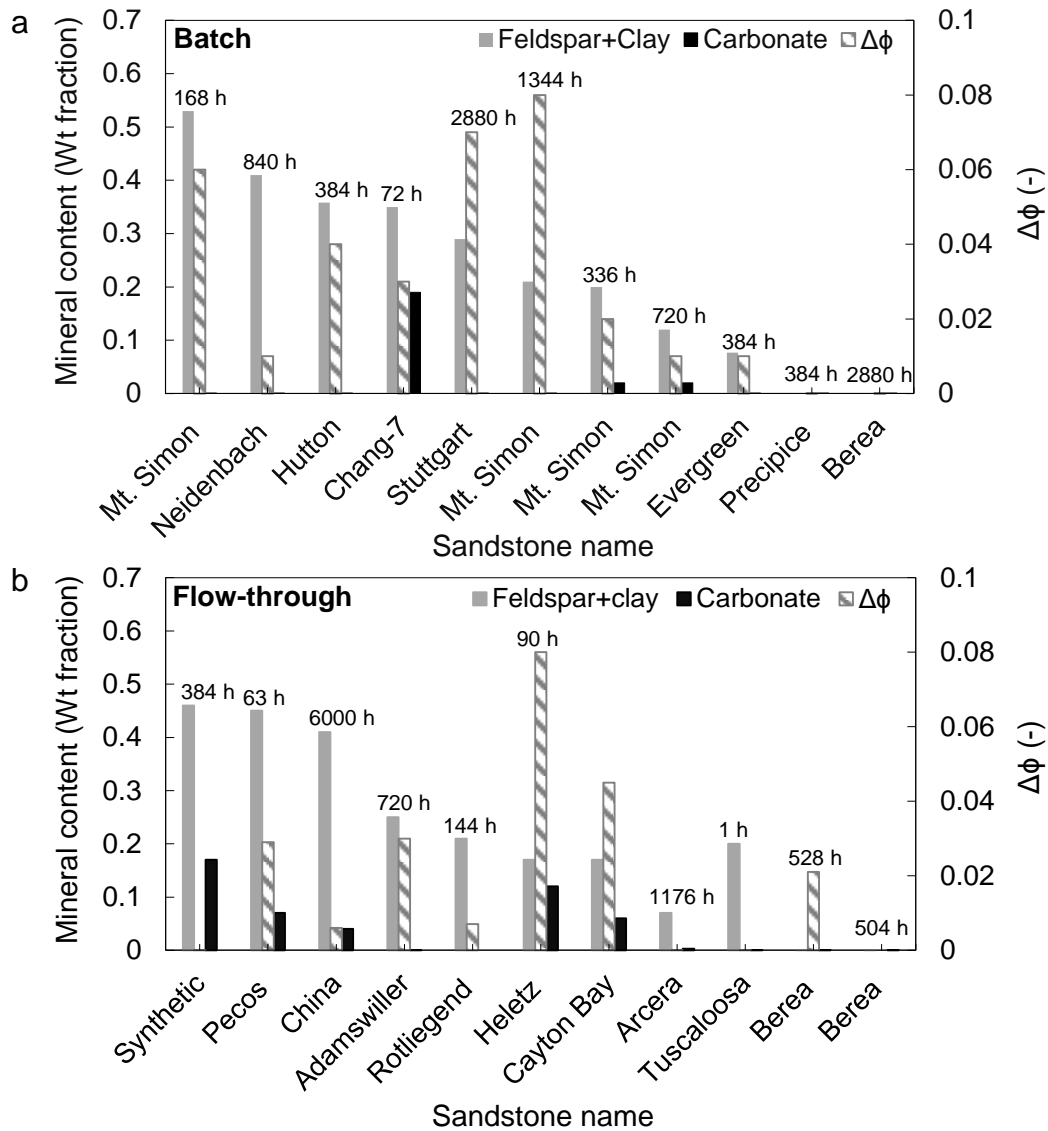 a
Batch
Feldspar+Clay Carbonate Δϕ
Mineral content (Wt fraction)
0.7
0.6
0.5
0.4
0.3
0.2
0.1
0
168 h
840 h
384 h
72 h
2880 h
1344 h
336 h
720 h
384 h
384 h
2880 h
0.1
0.08
0.06
0.04
0.02
0
Δϕ (-)
Mt. Simon
Neidenbach
Hutton
Chang-7
Stuttgart
Mt. Simon
Mt. Simon
Mt. Simon
Evergreen
Precipice
Berea
Sandstone name
b
Flow-through
Feldspar+clay Carbonate Δϕ
Mineral content (Wt fraction)
0.7
0.6
0.5
0.4
0.3
0.2
0.1
0
384 h
63 h
6000 h
720 h
144 h
90 h
1176 h
1 h
528 h
504 h
0.1
0.08
0.06
0.04
0.02
0
Δϕ (-)
Synthetic
Pecos
China
Adamswiller
Rotliegend
Heletz
Cayton Bay
Arcera
Tuscaloosa
Berea
Berea
Sandstone name